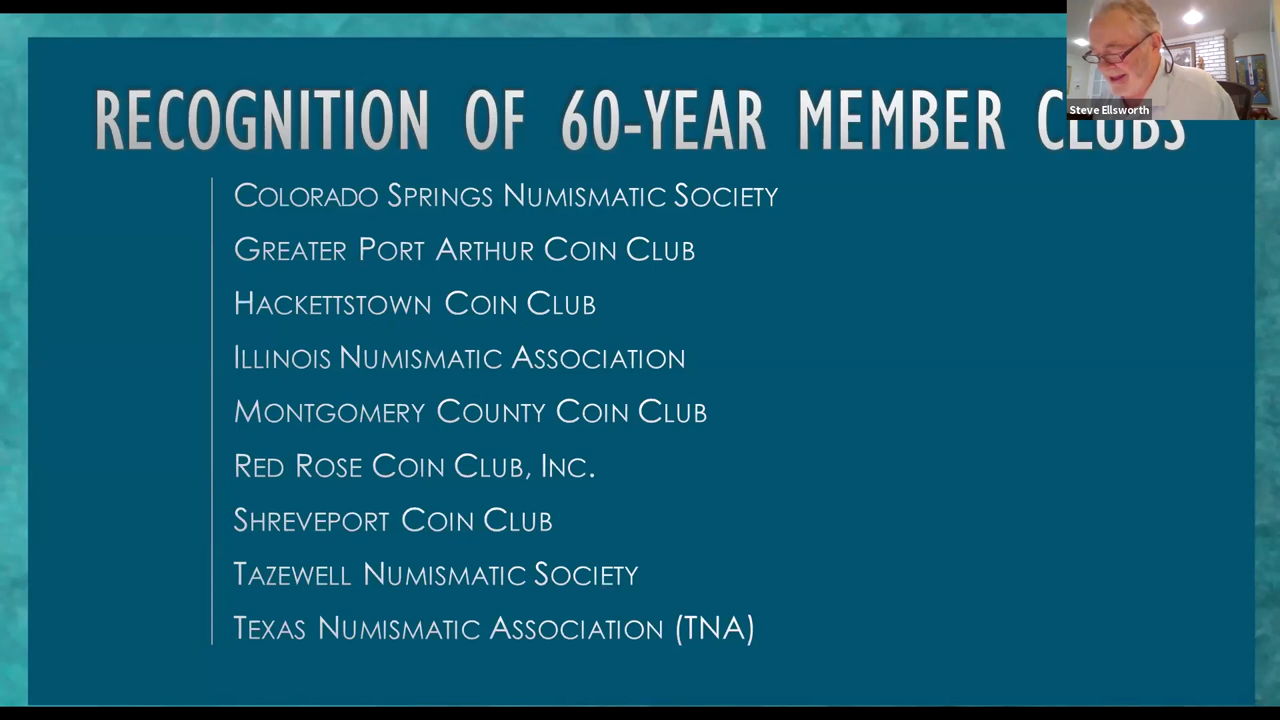 RECOGNITION OF 60-YEAR MEMBER CLUBS
Steve Ellsworth
COLORADO SPRINGS NUMISMATIC SOCIETY
GREATER PORT ARTHUR COIN CLUB
HACKETTSTOWN COIN CLUB
ILLINOIS NUMISMATIC ASSOCIATION
MONTGOMERY COUNTY COIN CLUB
RED ROSE COIN CLUB, INC.
SHREVEPORT COIN CLUB
TAZEWELL NUMISMATIC SOCIETY
TEXAS NUMISMATIC ASSOCIATION (TNA)